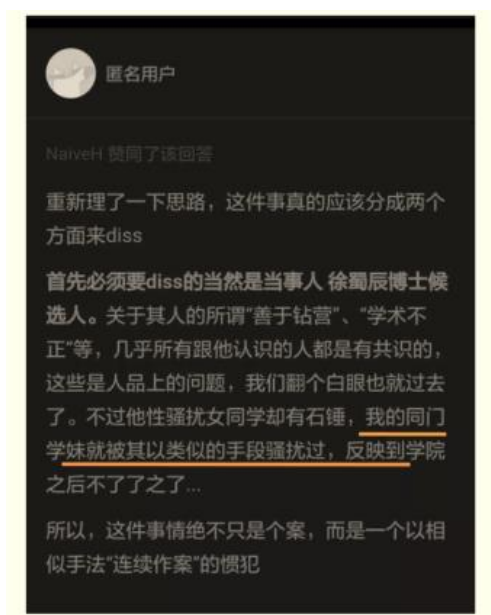 匿名用户
NaiveH 赞同了该回答
重新理了一下思路，这件事真的应该分成两个
方面来diss
首先必须要diss的当然是当事人 徐蜀辰博士候
选人。关于其人的所谓“善于钻营”、“学术不
正”等，几乎所有跟他认识的人都是有共识的，
这些是人品上的问题，我们翻个白眼也就过去
了。不过他性骚扰女同学却有石锤，我的同门
学妹就被其以类似的手段骚扰过，反映到学院
之后不了了之了...
所以，这件事情绝不只是个案，而是一个以相
似手法“连续作案”的惯犯